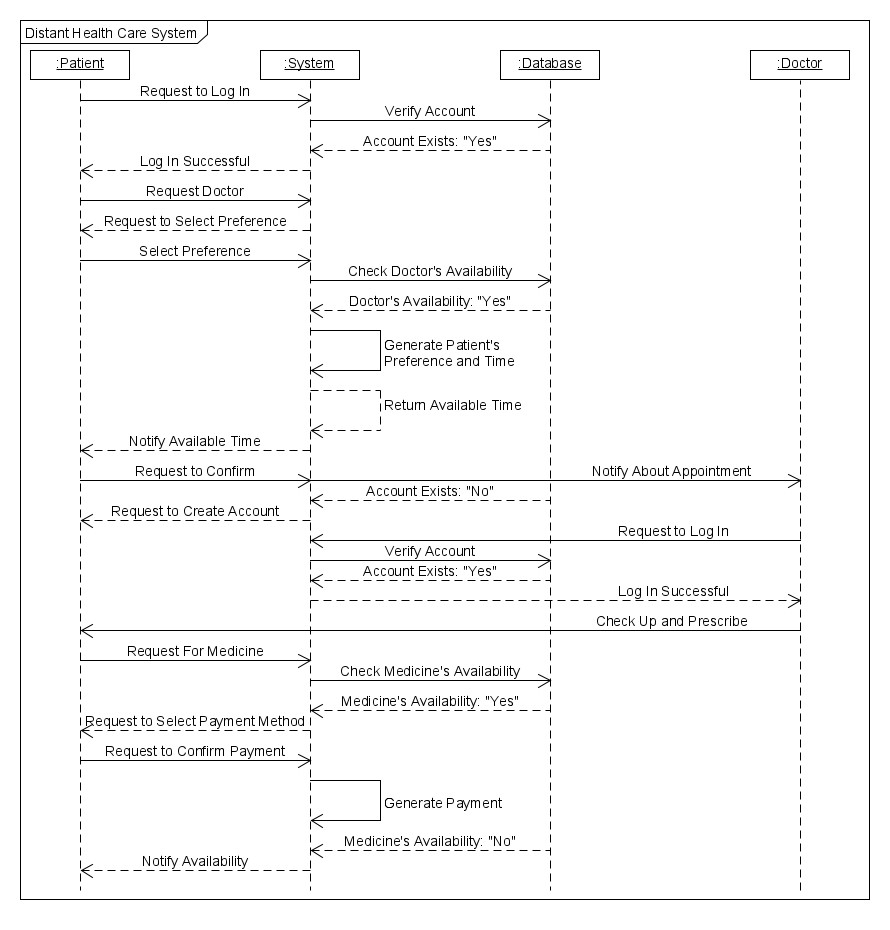 Distant Health Care System
:Patient
:System
:Database
:Doctor
Request to Log In
Verify Account
Account Exists: "Yes"
Log In Successful
Request Doctor
Request to Select Preference
Select Preference
Check Doctor's Availability
Doctor's Availability: "Yes"
Generate Patient's
Preference and Time
Return Available Time
Notify Available Time
Request to Confirm
Notify About Appointment
Account Exists: "No"
Request to Create Account
Request to Log In
Verify Account
Account Exists: "Yes"
Log In Successful
Check Up and Prescribe
Request For Medicine
Check Medicine's Availability
Medicine's Availability: "Yes"
Request to Select Payment Method
Request to Confirm Payment
Generate Payment
Medicine's Availability: "No"
Notify Availability